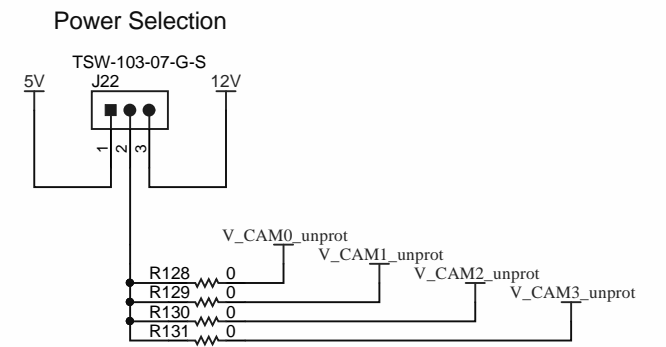 Power Selection
TSW-103-07-G-S
5V J22 12V
1 2 3
V_CAM0_unprot
V_CAM1_unprot
V_CAM2_unprot
V_CAM3_unprot
R128 0
R129 0
R130 0
R131 0